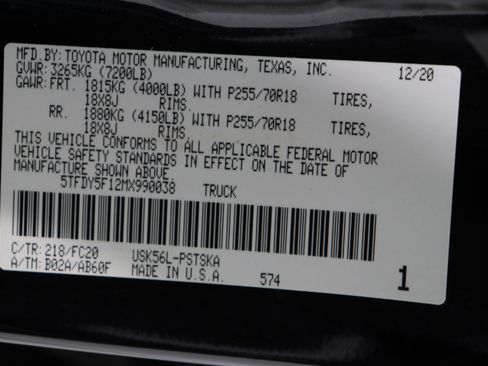 MFD.BY: TOYOTA MOTOR MANUFACTURING, TEXAS, INC. 12/20
GVWR: 3265KG (7200LB)
GAWR: FRT. 1815KG (4000LB) WITH P255/70R18 TIRES,
18X8J RIMS.
RR. 1880KG (4150LB) WITH P255/70R18 TIRES,
18X8J RIMS.
THIS VEHICLE CONFORMS TO ALL APPLICABLE FEDERAL MOTOR
VEHICLE SAFETY STANDARDS IN EFFECT ON THE DATE OF
MANUFACTURE SHOWN ABOVE.
5TFDY5F12MX990038 TRUCK
C/TR: 218/FC20 USK56L-PSTSKA
A/TM: B02A/AB60F MADE IN U.S.A. 574 1